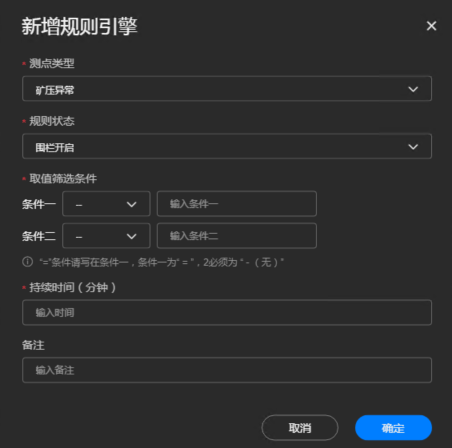 新增规则引擎
* 测点类型
矿压异常
* 规则状态
围栏开启
* 取值筛选条件
条件一 – 输入条件一
条件二 – 输入条件二
"="条件请写在条件一，条件一为" = "，2必须为" -（无）"
* 持续时间（分钟）
输入时间
备注
输入备注
取消 确定